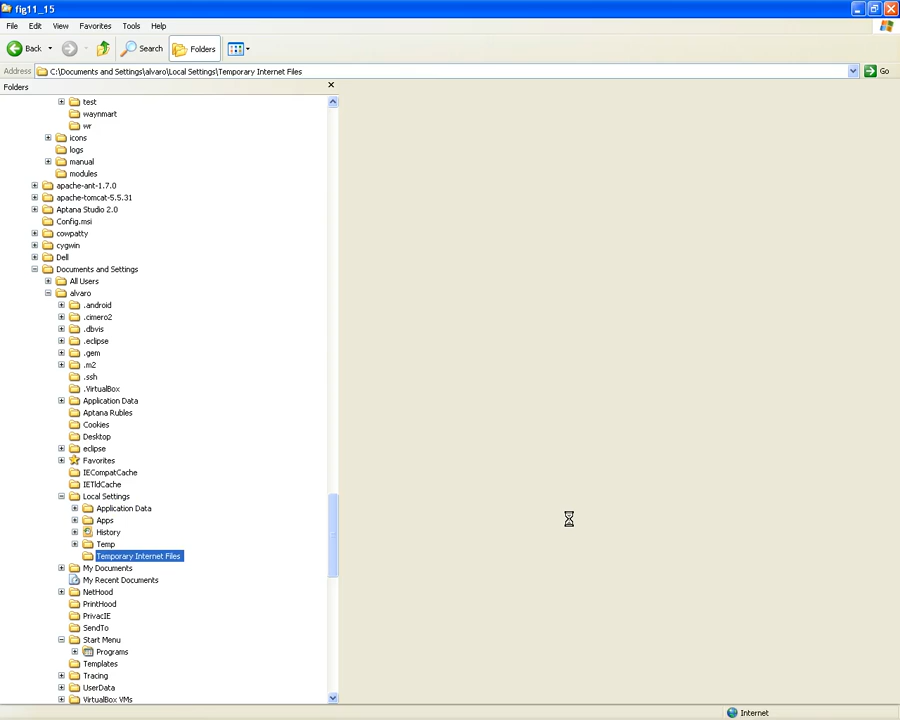 fig11_15
File Edit View Favorites Tools Help
Back Search Folders
Address C:\Documents and Settings\alvaro\Local Settings\Temporary Internet Files Go
Folders
test
waynmart
wr
icons
logs
manual
modules
apache-ant-1.7.0
apache-tomcat-5.5.31
Aptana Studio 2.0
Config.msi
cowpatty
cygwin
Dell
Documents and Settings
All Users
alvaro
.android
.cimero2
.dbvis
.eclipse
.gem
.m2
.ssh
.VirtualBox
Application Data
Aptana Rubles
Cookies
Desktop
eclipse
Favorites
IECompatCache
IETldCache
Local Settings
Application Data
Apps
History
Temp
Temporary Internet Files
My Documents
My Recent Documents
NetHood
PrintHood
PrivacIE
SendTo
Start Menu
Programs
Templates
Tracing
UserData
VirtualBox VMs
Internet